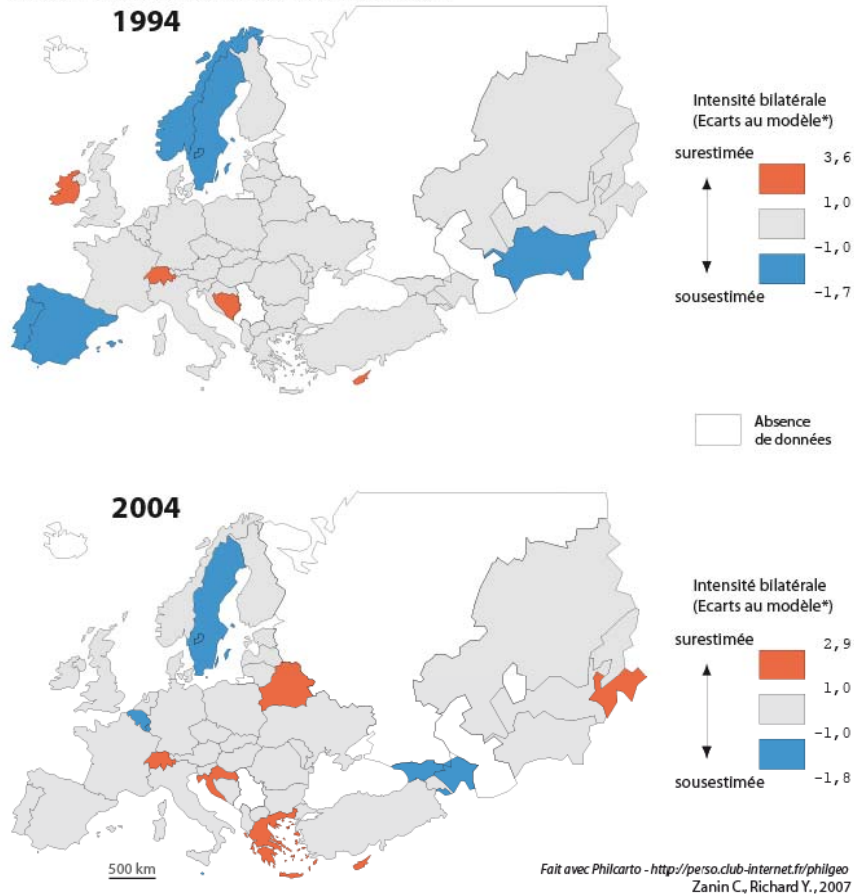 1994
Intensité bilatérale
(Ecarts au modèle*)
surestimée
3,6
1,0
-1,0
sousestimée
-1,7
Absence
de données
2004
Intensité bilatérale
(Ecarts au modèle*)
surestimée
2,9
1,0
-1,0
sousestimée
-1,8
500 km
Fait avec Philcarto - http://perso.club-internet.fr/philgeo
Zanin C., Richard Y., 2007